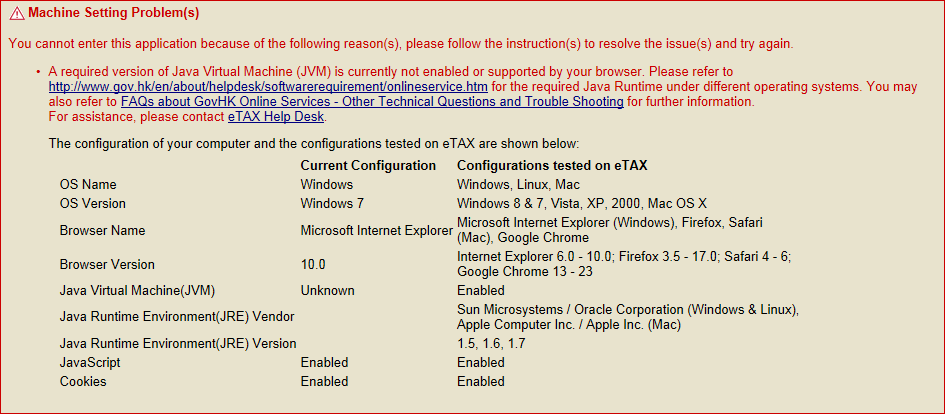 Machine Setting Problem(s)
You cannot enter this application because of the following reason(s), please follow the instruction(s) to resolve the issue(s) and try again.
• A required version of Java Virtual Machine (JVM) is currently not enabled or supported by your browser. Please refer to
http://www.gov.hk/en/about/helpdesk/softwarerequirement/onlineservice.htm for the required Java Runtime under different operating systems. You may
also refer to FAQs about GovHK Online Services - Other Technical Questions and Trouble Shooting for further information.
For assistance, please contact eTAX Help Desk.
The configuration of your computer and the configurations tested on eTAX are shown below:
Current Configuration Configurations tested on eTAX
OS Name Windows Windows, Linux, Mac
OS Version Windows 7 Windows 8 & 7, Vista, XP, 2000, Mac OS X
Browser Name Microsoft Internet Explorer Microsoft Internet Explorer (Windows), Firefox, Safari
(Mac), Google Chrome
Browser Version 10.0 Internet Explorer 6.0 - 10.0; Firefox 3.5 - 17.0; Safari 4 - 6;
Google Chrome 13 - 23
Java Virtual Machine(JVM) Unknown Enabled
Java Runtime Environment(JRE) Vendor Sun Microsystems / Oracle Corporation (Windows & Linux),
Apple Computer Inc. / Apple Inc. (Mac)
Java Runtime Environment(JRE) Version 1.5, 1.6, 1.7
JavaScript Enabled Enabled
Cookies Enabled Enabled